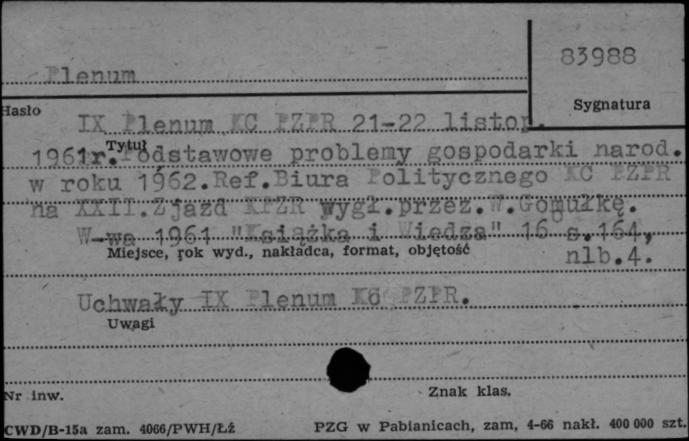 83988
Plenum
Hasło
Sygnatura
IX Plenum KC PZPR 21-22 listop.
Tytuł
1961r. Podstawowe problemy gospodarki narod.
w roku 1962.Ref.Biura Politycznego KC PZPR
na XXII.Zjazd KPZR wygł.przez.W.Gomułkę.
W-wa 1961 "Książka i Wiedza" 16 s.164,
Miejsce, rok wyd., nakładca, format, objętość
nlb.4.
Uchwały IX Plenum KC PZPR.
Uwagi
Nr inw.
Znak klas.
CWD/B-15a zam. 4066/PWH/Łź
PZG w Pabianicach, zam, 4-66 nakł. 400 000 szt.